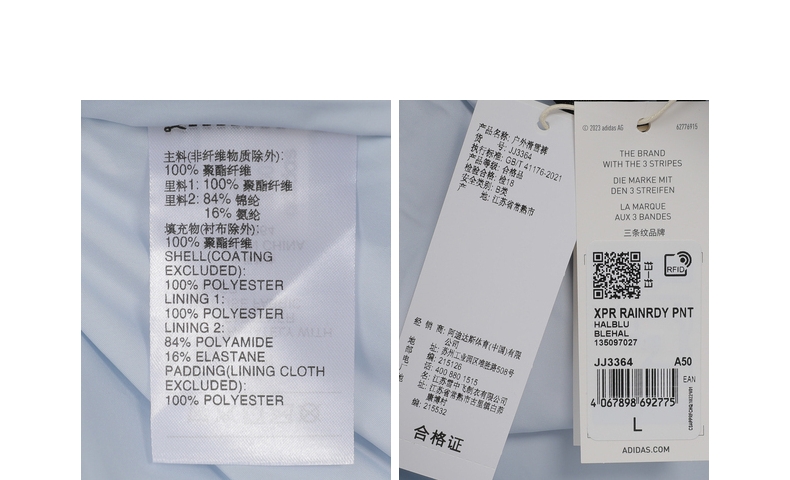 主料(非纤维物质除外):
100% 聚酯纤维
里料1: 100% 聚酯纤维
里料2: 84% 锦纶
16% 氨纶
填充物(衬布除外):
100% 聚酯纤维
SHELL(COATING
EXCLUDED):
100% POLYESTER
LINING 1:
100% POLYESTER
LINING 2:
84% POLYAMIDE
16% ELASTANE
PADDING(LINING CLOTH
EXCLUDED):
100% POLYESTER
产品名称: 户外滑雪裤
货 号: JJ3364
执行标准: GB/T 41176-2021
产品等级: 合格品
检验合格: 检18
安全类别: B类
产 地: 江苏省常熟市
经 销 商: 阿迪达斯体育(中国)有限
公司
地 址: 苏州工业园区唯胜路508号
邮 编: 215126
电 话: 400 880 1515
江苏雪中飞制衣有限公司
址: 江苏省常熟市古里镇白茆
康博村
编: 215532
合格证
© 2023 adidas AG
62776915
THE BRAND
WITH THE 3 STRIPES
DIE MARKE MIT
DEN 3 STREIFEN
LA MARQUE
AUX 3 BANDES
三条纹品牌
RFID
XPR RAINRDY PNT
HALBLU
BLEHAL
135097027
JJ3364 A50
EAN
4 067898 692775
L
ADIDAS.COM